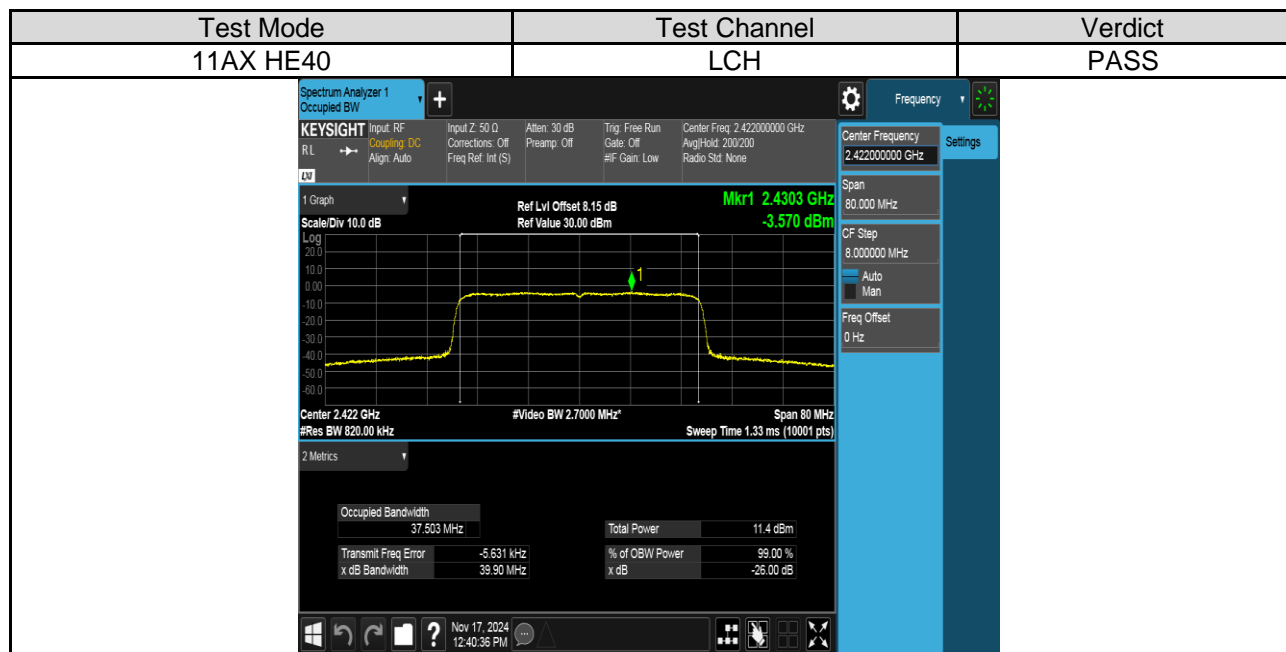 Test Mode Test Channel Verdict
11AX HE40 LCH PASS
Spectrum Analyzer 1
Occupied BW
+
Frequency
KEYSIGHT
RL
LXI
Input: RF
Coupling: DC
Align: Auto
Input Z: 50 Ω
Corrections: Off
Freq Ref: Int (S)
Atten: 30 dB
Preamp: Off
Trig: Free Run
Gate: Off
#IF Gain: Low
Center Freq: 2.422000000 GHz
Avg|Hold: 200/200
Radio Std: None
Center Frequency
2.422000000 GHz
Settings
Span
80.000 MHz
CF Step
8.000000 MHz
Auto
Man
Freq Offset
0 Hz
1 Graph
Scale/Div 10.0 dB
Ref Lvl Offset 8.15 dB
Ref Value 30.00 dBm
Mkr1 2.4303 GHz
-3.570 dBm
Log
20.0
10.0
0.00
-10.0
-20.0
-30.0
-40.0
-50.0
-60.0
1
Center 2.422 GHz #Video BW 2.7000 MHz* Span 80 MHz
#Res BW 820.00 kHz Sweep Time 1.33 ms (10001 pts)
2 Metrics
Occupied Bandwidth
37.503 MHz Total Power 11.4 dBm
Transmit Freq Error -5.631 kHz % of OBW Power 99.00 %
x dB Bandwidth 39.90 MHz x dB -26.00 dB
?
Nov 17, 2024
12:40:36 PM